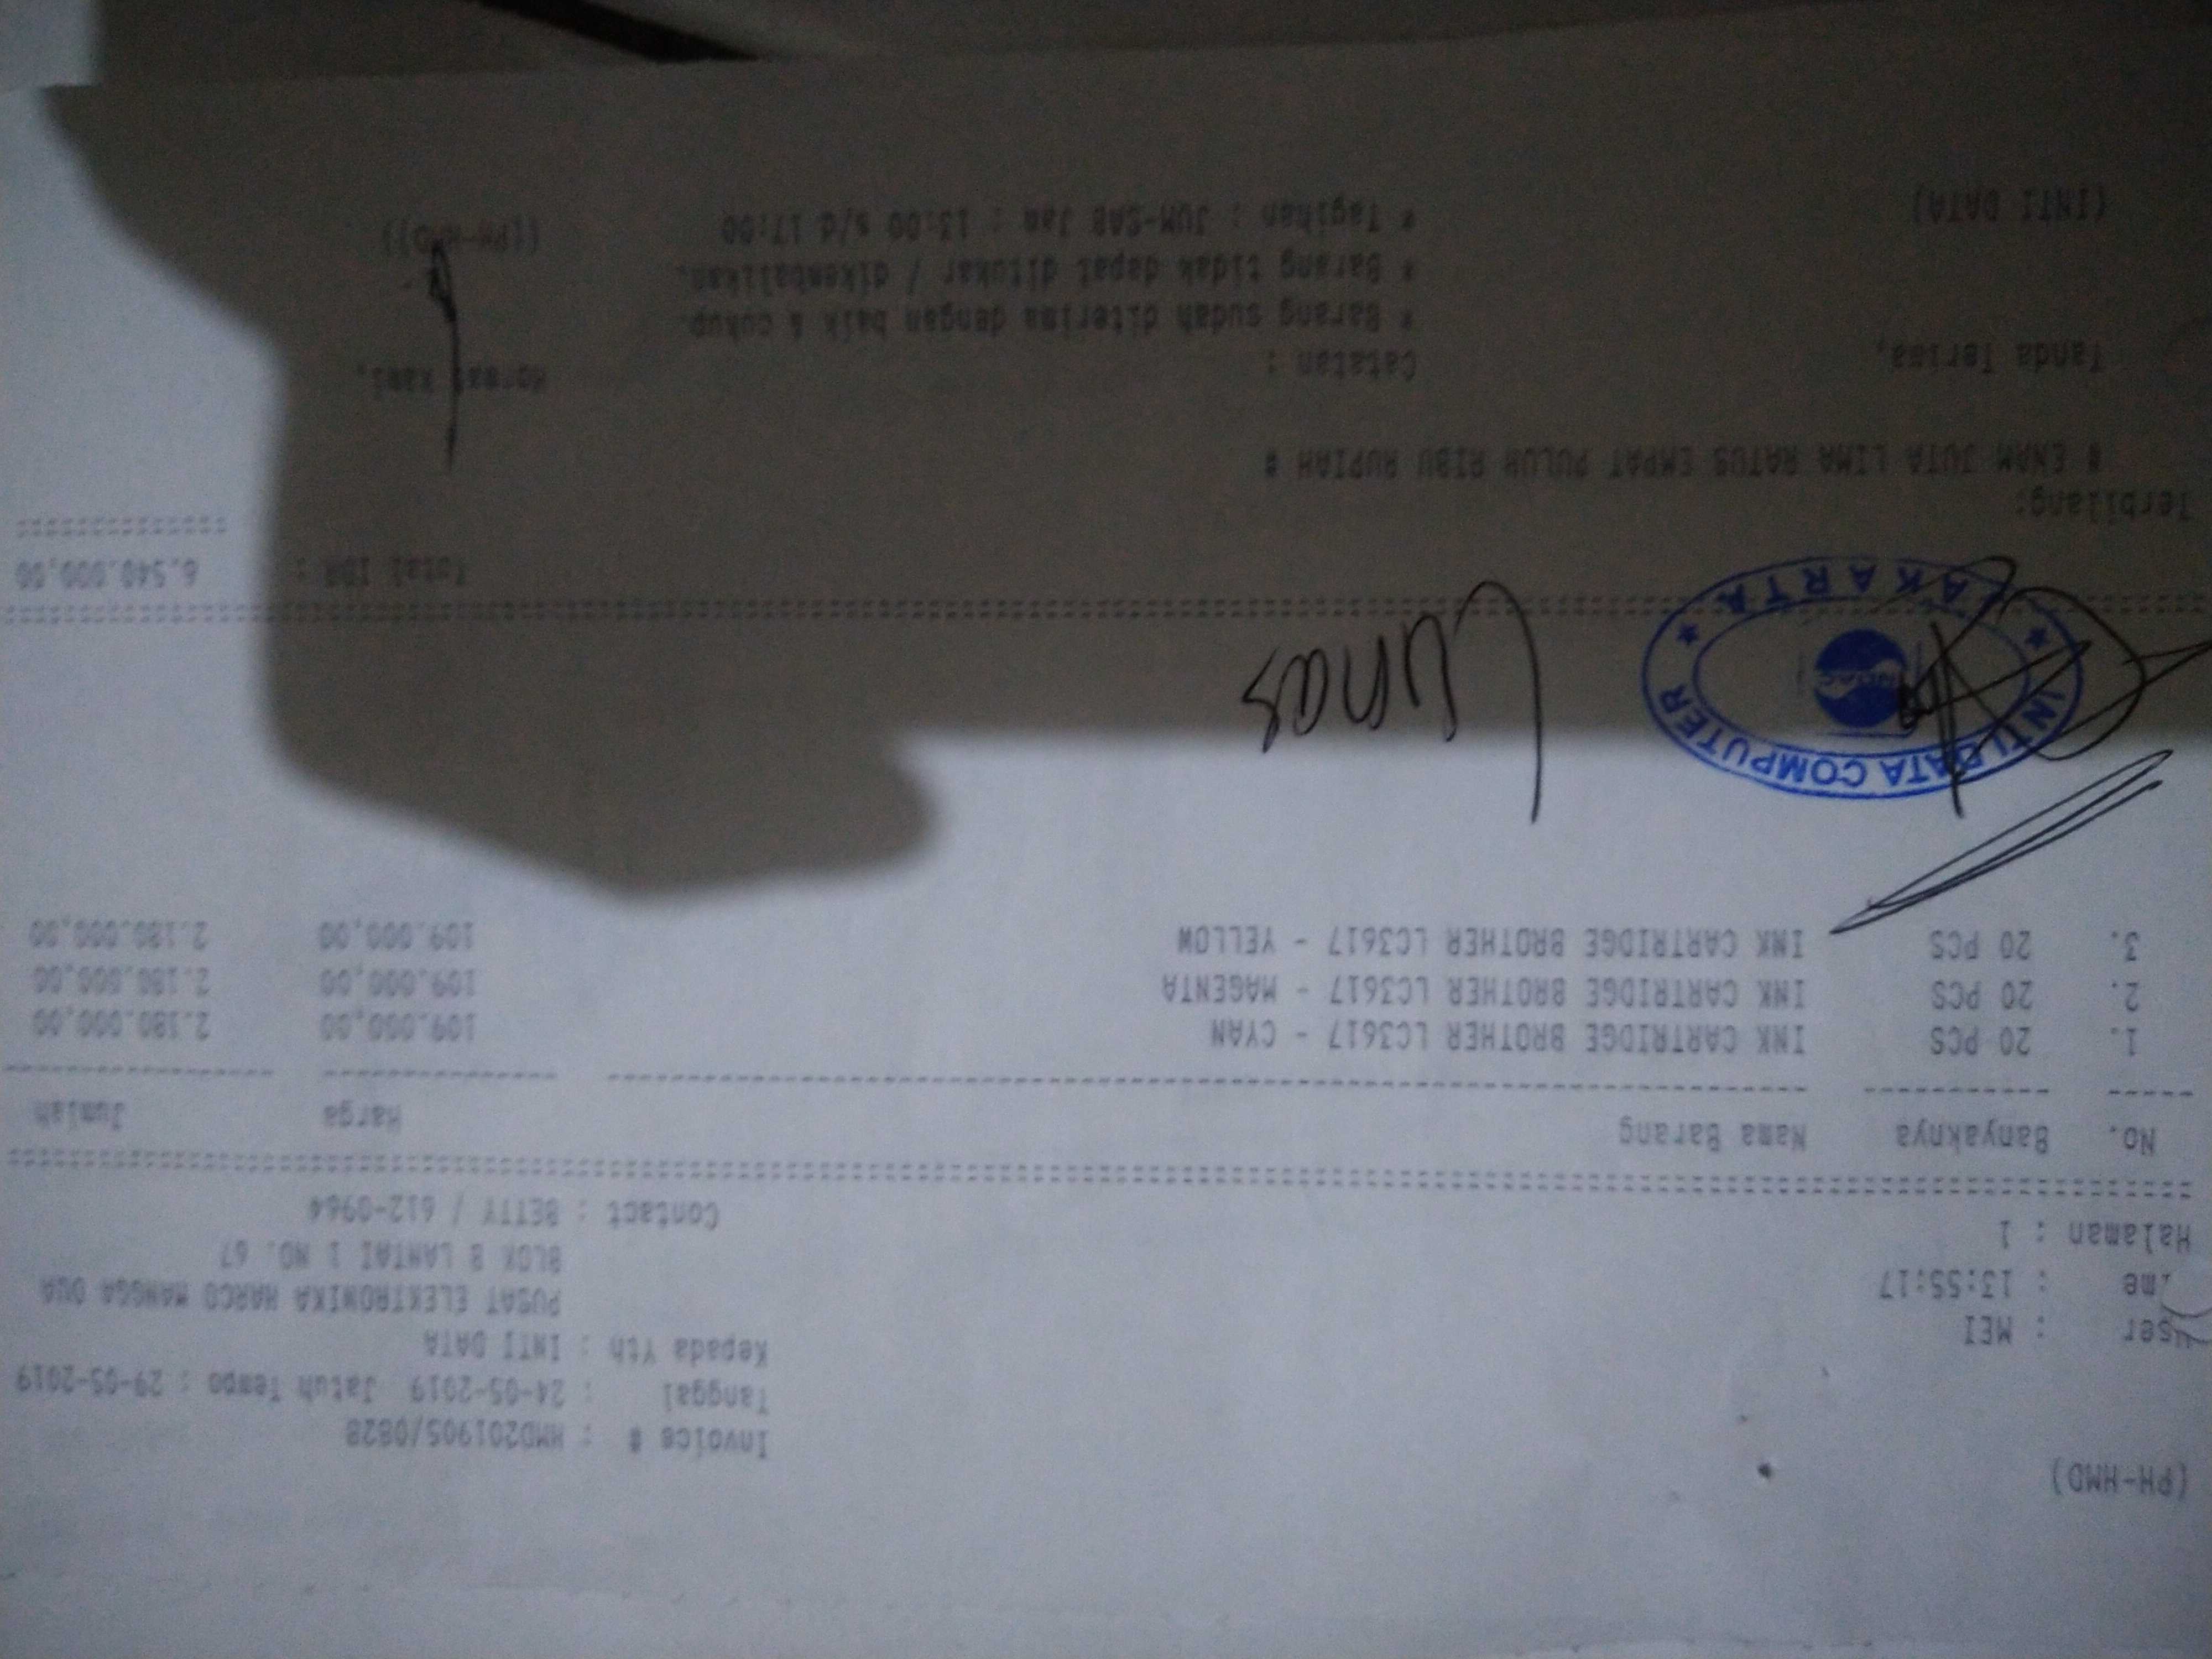 (PH-HMD)
Invoice # : HMD201905/0828
Tanggal : 24-05-2019 Jatuh Tempo : 29-05-2019
User : MEI
Kepada Yth : INTI DATA
: 13:55:17
PUSAT ELEKTRONIKA HARCO MANGGA DUA
Halaman : 1
BLOK B LANTAI 1 NO. 67
Contact : BETTY / 612-0964
No. Banyaknya Nama Barang Harga Jumlah
1. 20 PCS INK CARTRIDGE BROTHER LC3617 - CYAN 109.000,00 2.180.000,00
2. 20 PCS INK CARTRIDGE BROTHER LC3617 - MAGENTA 109.000,00 2.180.000,00
3. 20 PCS INK CARTRIDGE BROTHER LC3617 - YELLOW 109.000,00 2.180.000,00
INTI DATA COMPUTER
JAKARTA
Lunas
Total IDR : 6.540.000,00
Terbilang:
# ENAM JUTA LIMA RATUS EMPAT PULUH RIBU RUPIAH #
Tanda Terima, Catatan : Hormat kami,
* Barang sudah diterima dengan baik & cukup.
* Barang tidak dapat ditukar / dikembalikan.
* Tagihan : JUM-SAB Jam : 13:00 s/d 17:00
(INTI DATA) (PH-HMD)